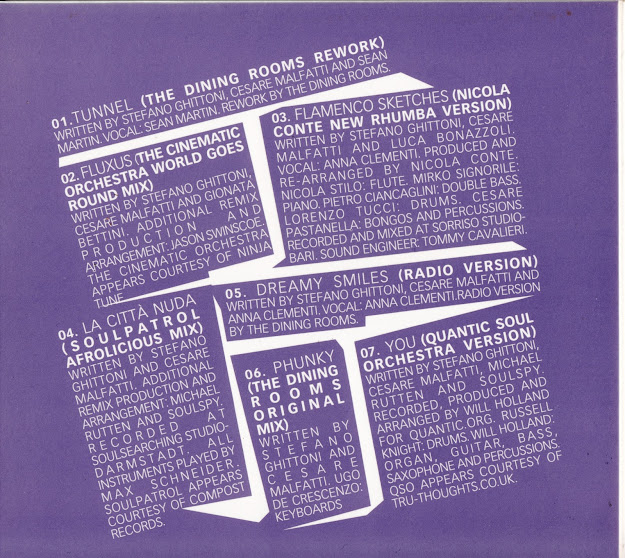 01.TUNNEL (THE DINING ROOMS REWORK)
WRITTEN BY STEFANO GHITTONI, CESARE MALFATTI AND SEAN
MARTIN. VOCAL: SEAN MARTIN. REWORK BY THE DINING ROOMS.
02. FLUXUS (THE CINEMATIC
ORCHESTRA WORLD GOES
ROUND MIX)
WRITTEN BY STEFANO GHITTONI,
CESARE MALFATTI AND GIONATA
BETTINI. ADDITIONAL REMIX
PRODUCTION AND
ARRANGEMENT: JASON SWINSCOE.
THE CINEMATIC ORCHESTRA
APPEARS COURTESY OF NINJA
TUNE
03. FLAMENCO SKETCHES (NICOLA
CONTE NEW RHUMBA VERSION)
WRITTEN BY STEFANO GHITTONI, CESARE
MALFATTI AND LUCA BONAZZOLI.
VOCAL: ANNA CLEMENTI. PRODUCED AND
RE-ARRANGED BY NICOLA CONTE.
NICOLA STILO: FLUTE. MIRKO SIGNORILE:
PIANO. PIETRO CIANCAGLINI: DOUBLE BASS.
LORENZO TUCCI: DRUMS. CESARE
PASTANELLA: BONGOS AND PERCUSSIONS.
RECORDED AND MIXED AT SORRISO STUDIO-
BARI. SOUND ENGINEER: TOMMY CAVALIERI.
04. LA CITTÀ NUDA
(SOULPATROL
AFROLICIOUS MIX)
WRITTEN BY STEFANO
GHITTONI AND CESARE
MALFATTI. ADDITIONAL
REMIX PRODUCTION AND
ARRANGEMENT: MICHAEL
RUTTEN AND SOULSPY.
RECORDED AT
SOULSEARCHING STUDIO-
DARMSTADT. ALL
INSTRUMENTS PLAYED BY
MAX SCHNEIDER.
SOULPATROL APPEARS
COURTESY OF COMPOST
RECORDS.
05. DREAMY SMILES (RADIO VERSION)
WRITTEN BY STEFANO GHITTONI, CESARE MALFATTI AND
ANNA CLEMENTI. VOCAL: ANNA CLEMENTI.RADIO VERSION
BY THE DINING ROOMS.
06. PHUNKY
(THE DINING
ROOMS
ORIGINAL
MIX)
WRITTEN BY
STEFANO
GHITTONI AND
CESARE
MALFATTI. UGO
DE CRESCENZO:
KEYBOARDS
07. YOU (QUANTIC SOUL
ORCHESTRA VERSION)
WRITTEN BY STEFANO GHITTONI,
CESARE MALFATTI, MICHAEL
RUTTEN AND SOULSPY.
RECORDED, PRODUCED AND
ARRANGED BY WILL HOLLAND
FOR QUANTIC ORG. RUSSELL
KNIGHT: DRUMS. WILL HOLLAND:
ORGAN, GUITAR, BASS,
SAXOPHONE AND PERCUSSIONS.
QSO APPEARS COURTESY OF
TRU-THOUGHTS.CO.UK.